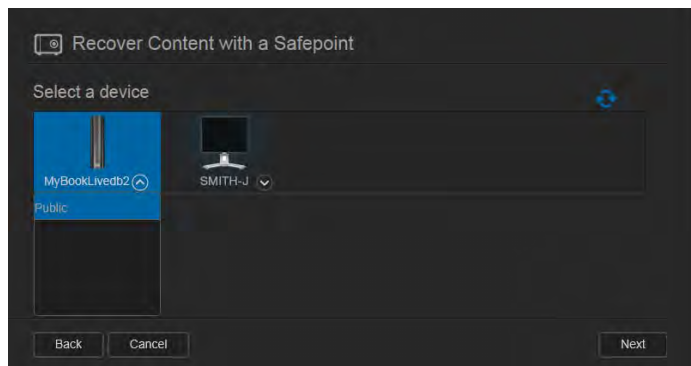 Recover Content with a Safepoint
Select a device
MyBookLivedb2 SMITH-J
Public
Back Cancel Next